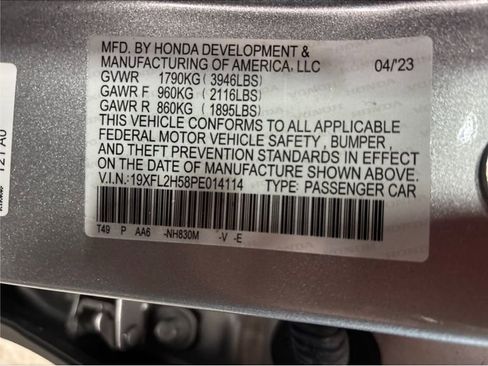 MFD. BY HONDA DEVELOPMENT &
MANUFACTURING OF AMERICA, LLC 04/'23
GVWR 1790KG (3946LBS)
GAWR F 960KG (2116LBS)
GAWR R 860KG (1895LBS)
THIS VEHICLE CONFORMS TO ALL APPLICABLE
FEDERAL MOTOR VEHICLE SAFETY, BUMPER,
AND THEFT PREVENTION STANDARDS IN EFFECT
ON THE DATE OF MANUFACTURE SHOWN ABOVE.
V.I.N.:19XFL2H58PE014114 TYPE: PASSENGER CAR
T49 P AA6 -NH830M -V -E
121 A0